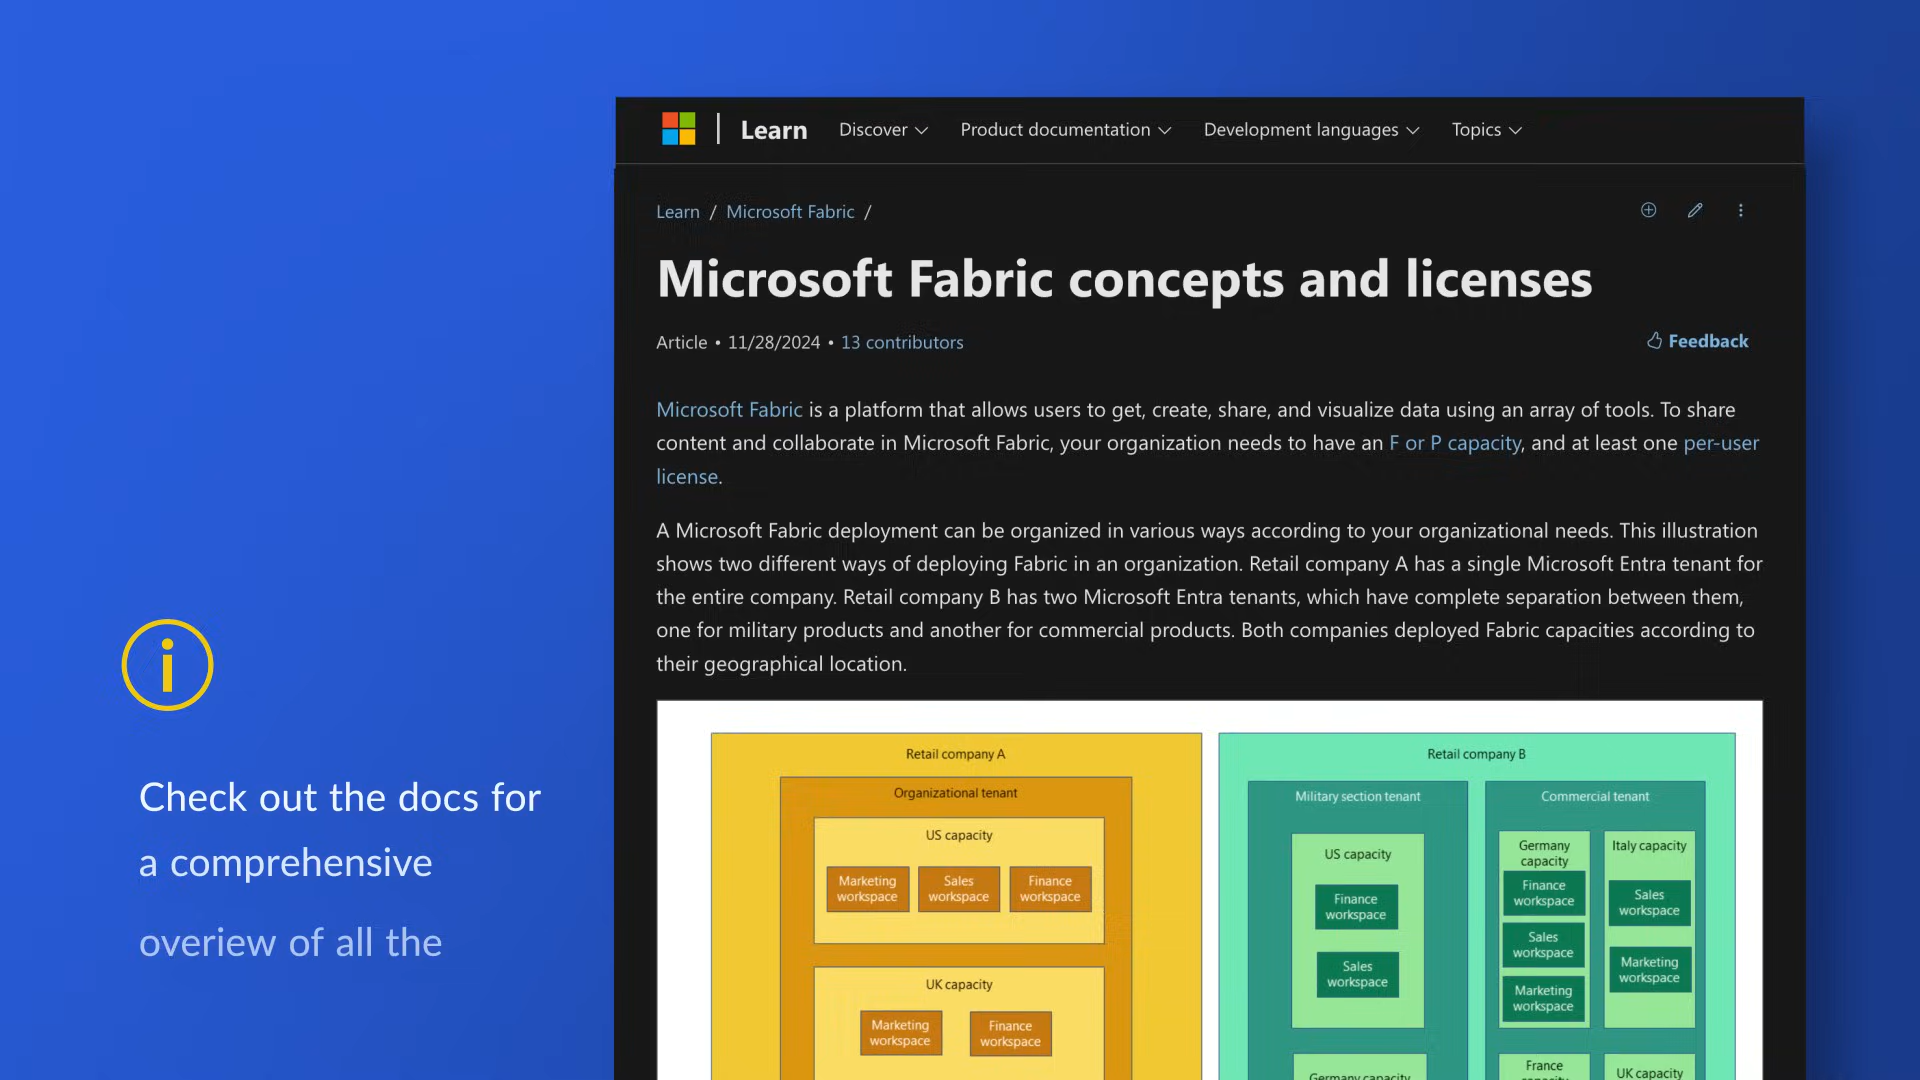 Learn Discover Product documentation Development languages Topics
Learn / Microsoft Fabric /
Microsoft Fabric concepts and licenses
Article • 11/28/2024 • 13 contributors
Feedback
Microsoft Fabric is a platform that allows users to get, create, share, and visualize data using an array of tools. To share
content and collaborate in Microsoft Fabric, your organization needs to have an F or P capacity, and at least one per-user
license.
A Microsoft Fabric deployment can be organized in various ways according to your organizational needs. This illustration
shows two different ways of deploying Fabric in an organization. Retail company A has a single Microsoft Entra tenant for
the entire company. Retail company B has two Microsoft Entra tenants, which have complete separation between them,
one for military products and another for commercial products. Both companies deployed Fabric capacities according to
their geographical location.
i
Check out the docs for
a comprehensive
overiew of all the
Retail company A
Organizational tenant
US capacity
Marketing
workspace
Sales
workspace
Finance
workspace
UK capacity
Marketing
workspace
Finance
workspace
Retail company B
Military section tenant
US capacity
Finance
workspace
Sales
workspace
Germany capacity
Commercial tenant
Germany
capacity
Finance
workspace
Sales
workspace
Marketing
workspace
Italy capacity
Sales
workspace
Marketing
workspace
France
capacity
UK capacity